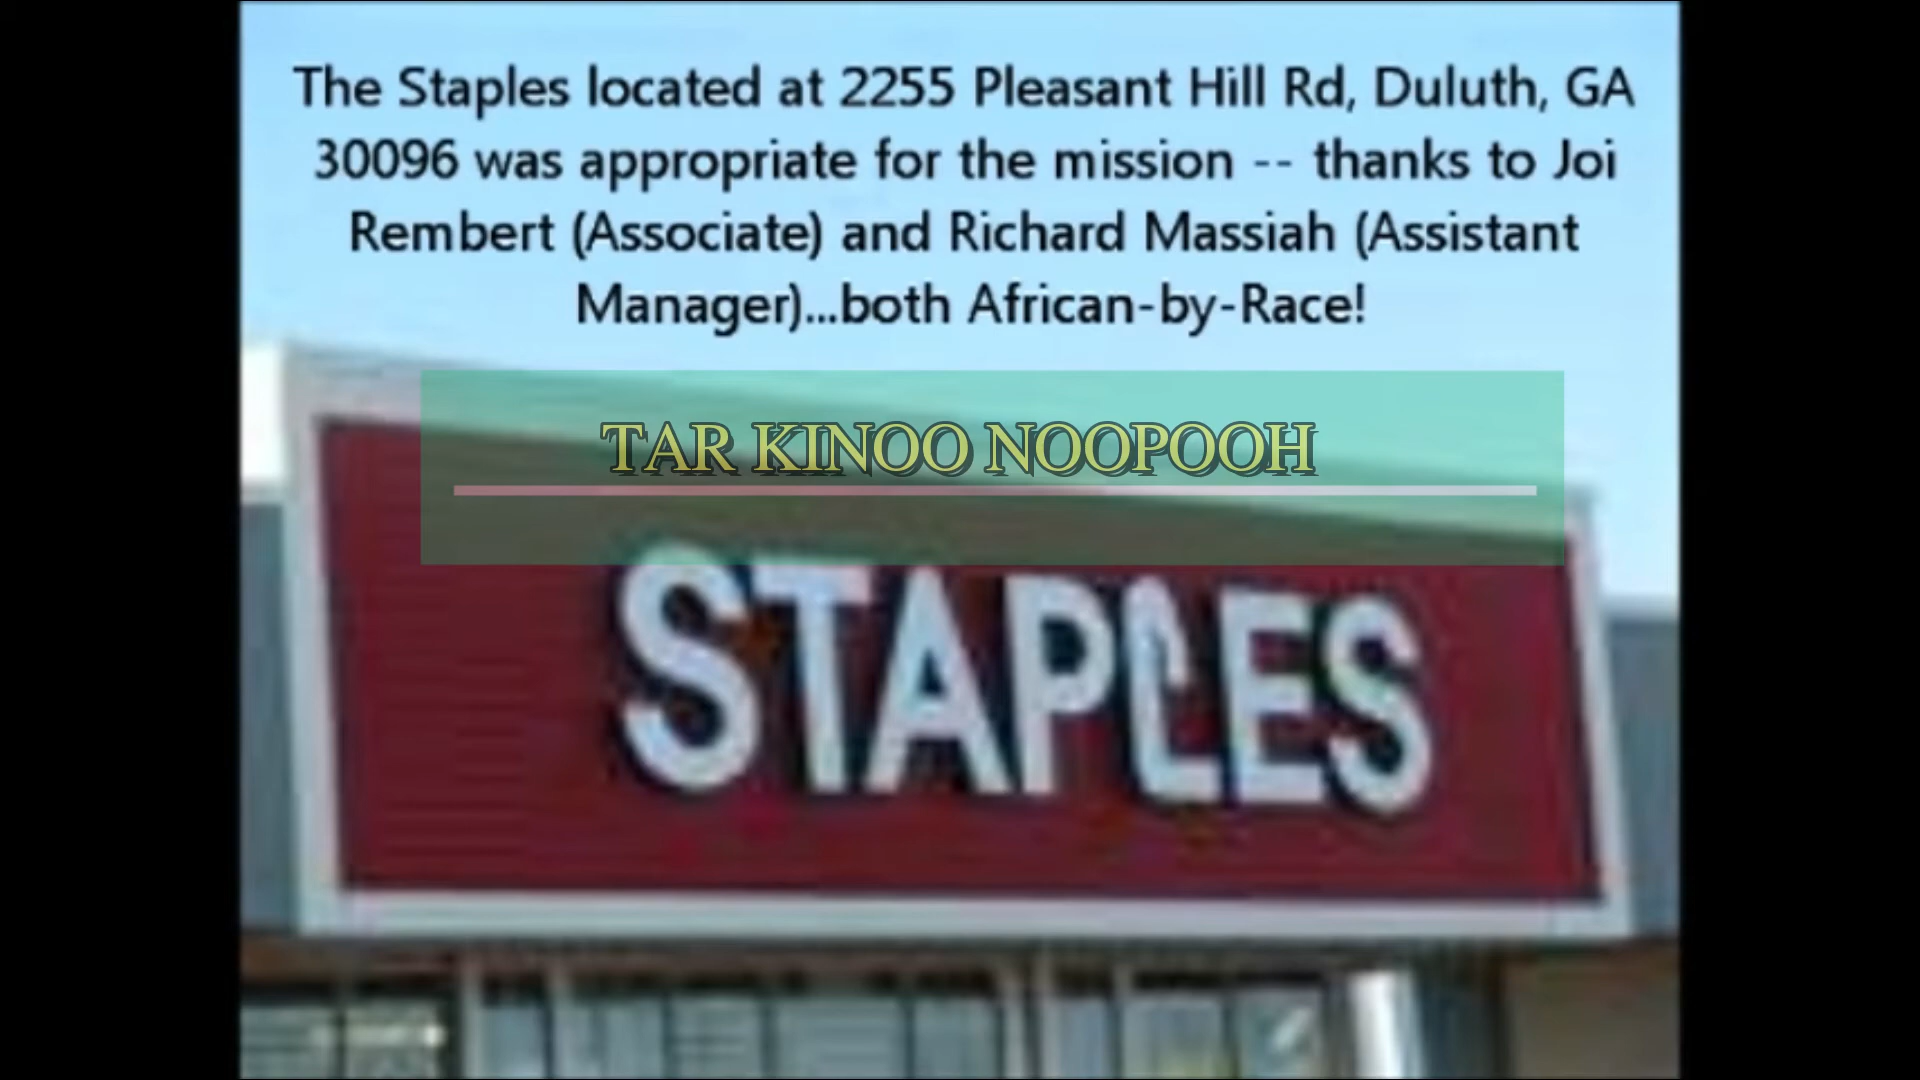 The Staples located at 2255 Pleasant Hill Rd, Duluth, GA
30096 was appropriate for the mission -- thanks to Joi
Rembert (Associate) and Richard Massiah (Assistant
Manager)...both African-by-Race!
TAR KINOO NOOPOOH
STAPLES